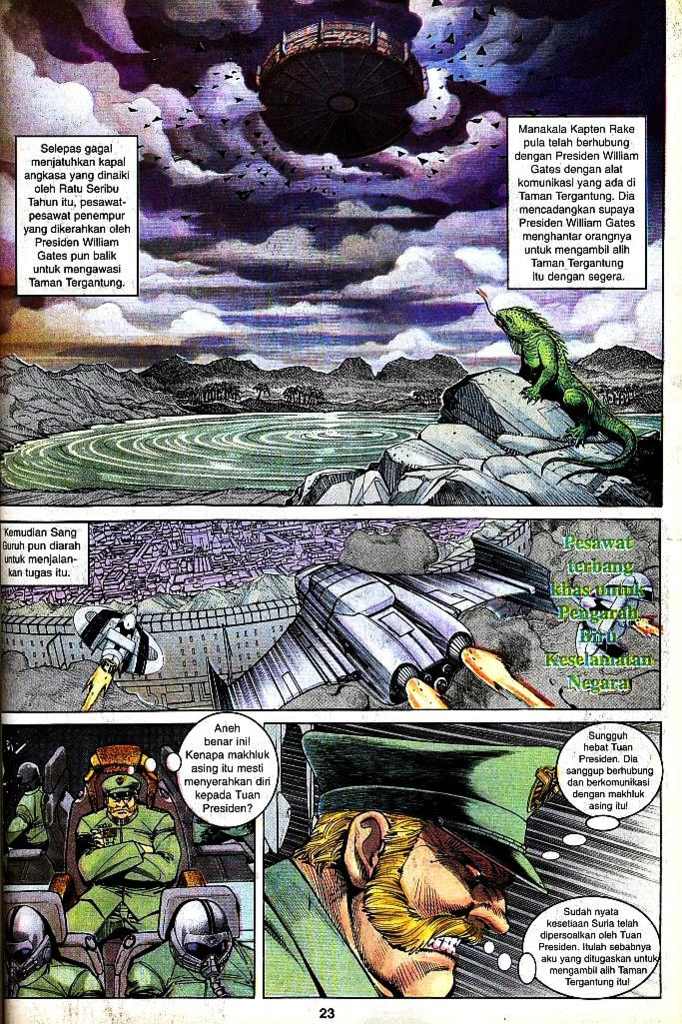 Selepas gagal
menjatuhkan kapal
angkasa yang dinaiki
oleh Ratu Seribu
Tahun itu, pesawat-
pesawat penempur
yang dikerahkan oleh
Presiden William
Gates pun balik
untuk mengawasi
Taman Tergantung.
Manakala Kapten Rake
pula telah berhubung
dengan Presiden William
Gates dengan alat
komunikasi yang ada di
Taman Tergantung. Dia
mencadangkan supaya
Presiden William Gates
menghantar orangnya
untuk mengambil alih
Taman Tergantung
itu dengan segera.
Kemudian Sang
Guruh pun diarah
untuk menjalan-
kan tugas itu.
Pesawat
terbang
khas untuk
Pengarah
Biru
Keselamatan
Negara
Aneh
benar ini!
Kenapa makhluk
asing itu mesti
menyerahkan diri
kepada Tuan
Presiden?
Sungguh
hebat Tuan
Presiden. Dia
sanggup berhubung
dan berkomunikasi
dengan makhluk
asing itu!
Sudah nyata
kesetiaan Suria telah
dipersoalkan oleh Tuan
Presiden. Itulah sebabnya
aku yang ditugaskan untuk
mengambil alih Taman
Tergantung itu!
23